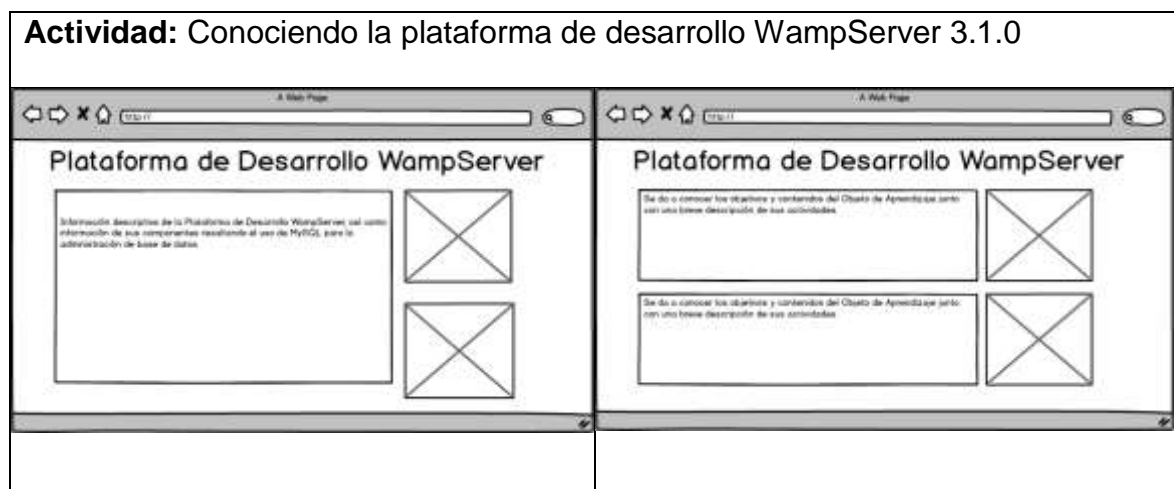 Actividad: Conociendo la plataforma de desarrollo WampServer 3.1.0
A Web Page
http://
Plataforma de Desarrollo WampServer
Información descriptiva de la Plataforma de Desarrollo WampServer, así como
información de sus componentes resaltando el uso de MySQL para la
administración de base de datos
A Web Page
http://
Plataforma de Desarrollo WampServer
Se da a conocer los objetivos y contenidos del Objeto de Aprendizaje junto
con una breve descripción de sus actividades
Se da a conocer los objetivos y contenidos del Objeto de Aprendizaje junto
con una breve descripción de sus actividades